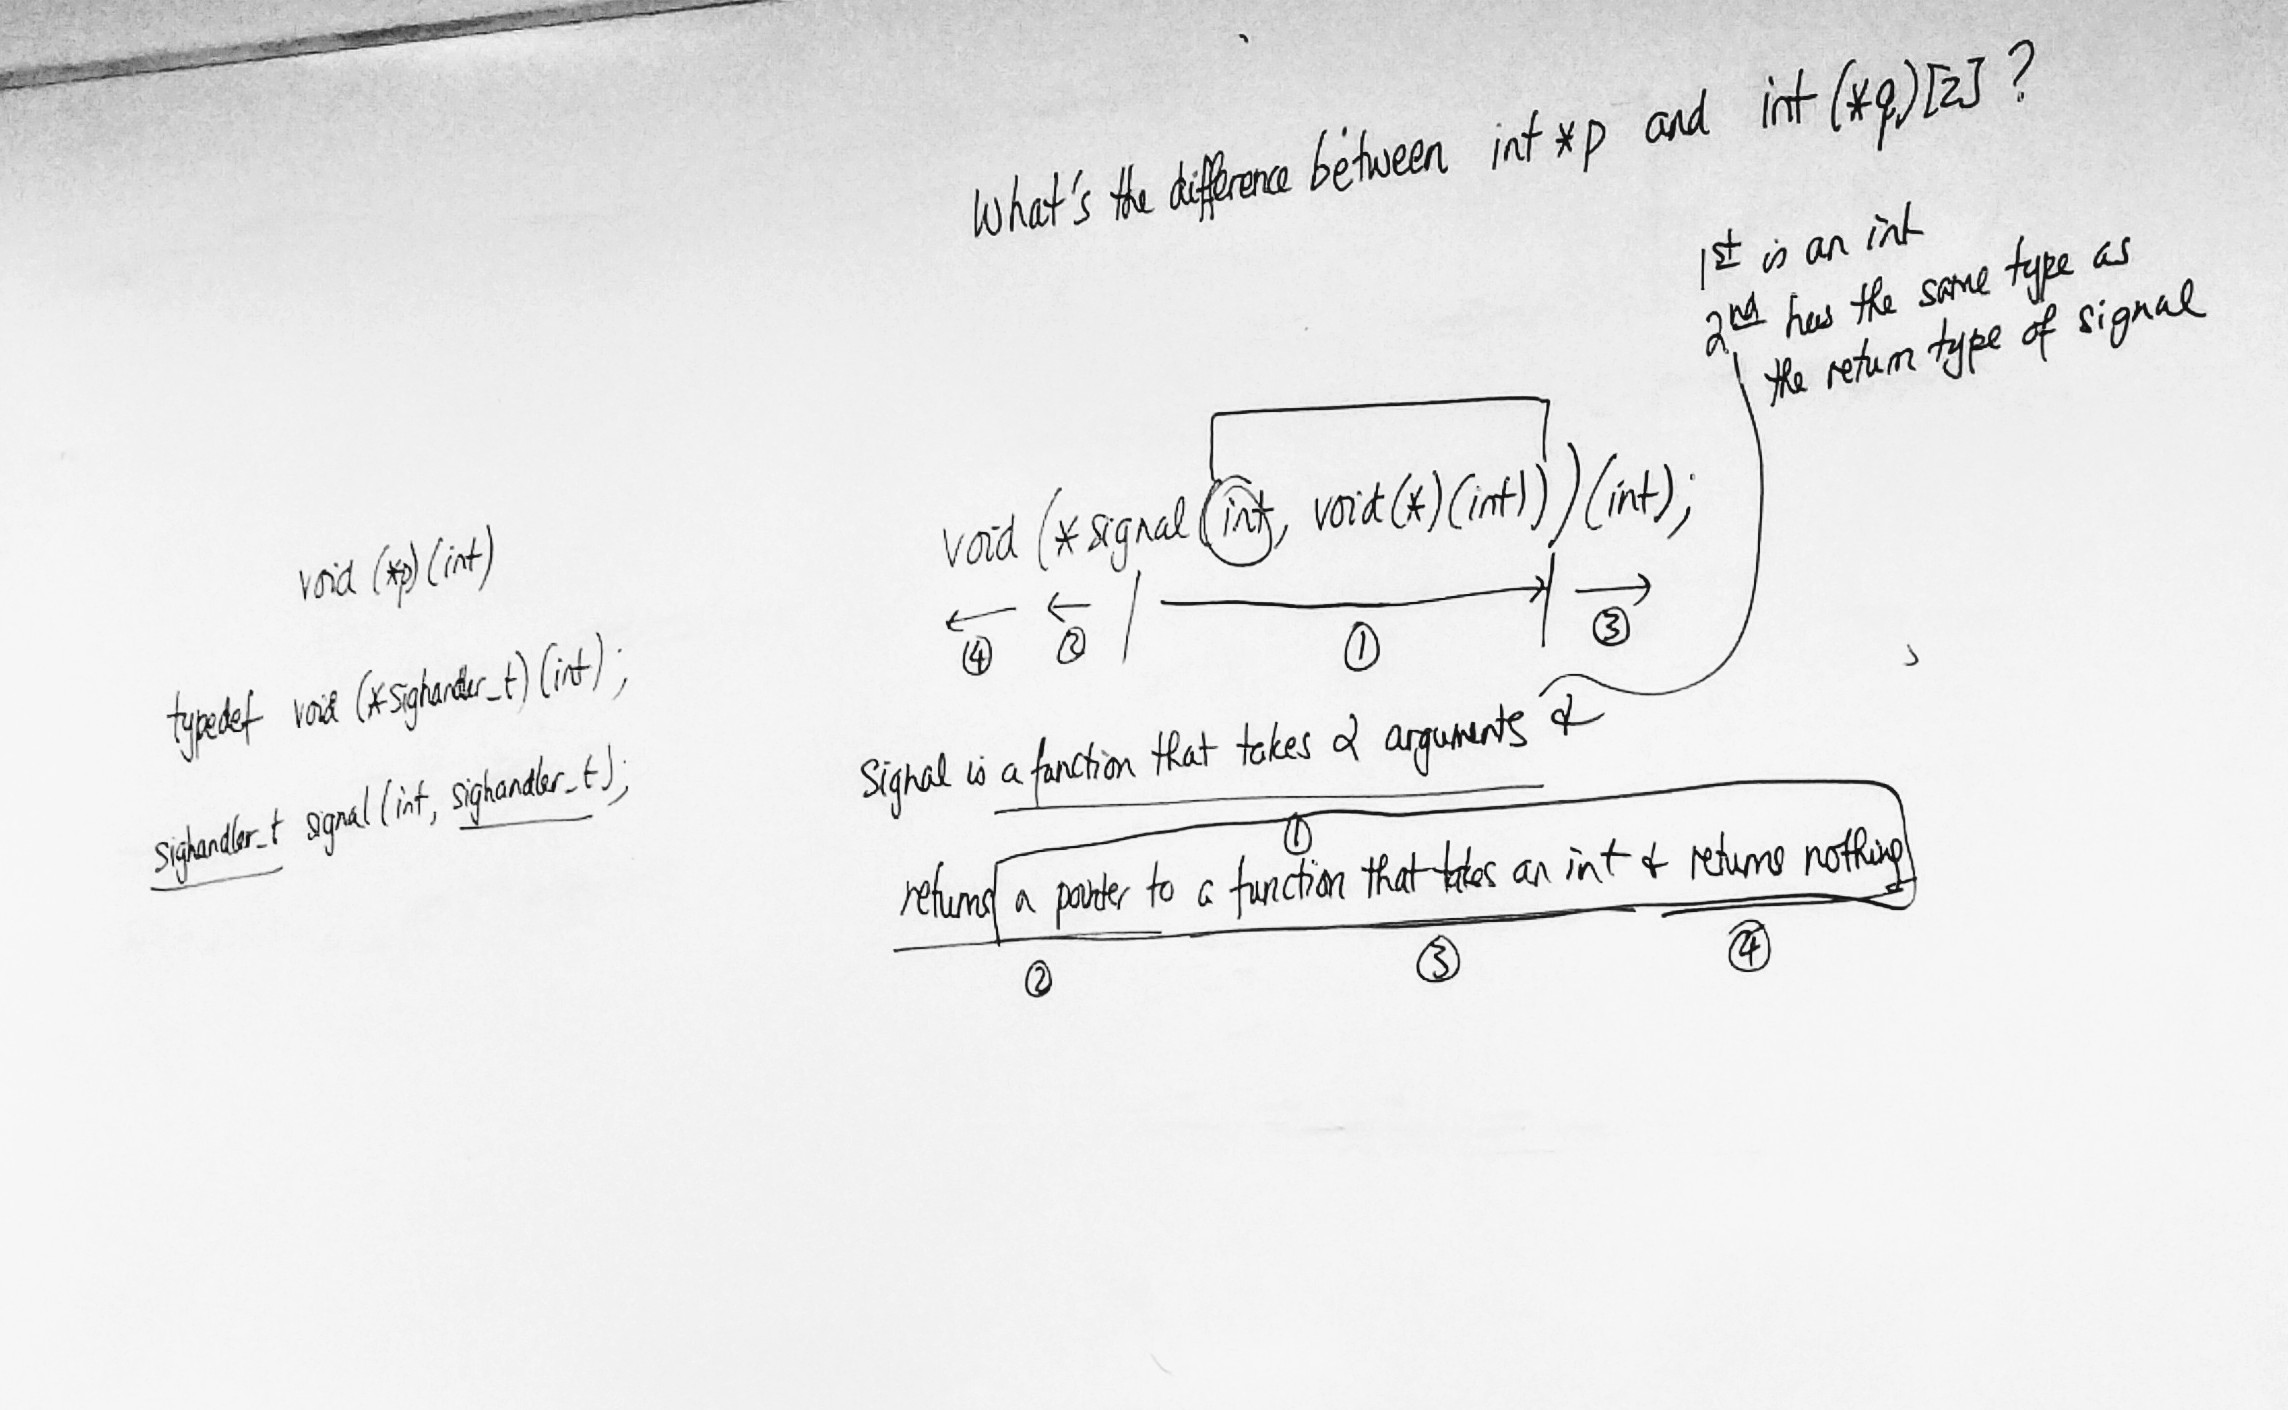 What's the difference between int *p and int (*q)[2] ?
1st is an int
2nd has the same type as
the return type of signal
void (*signal(int, void(*)(int)))(int);
④ ② ① ③
void (*p)(int)
typedef void (*sighandler_t)(int);
sighandler_t signal(int, sighandler_t);
Signal is a function that takes 2 arguments &
①
returns a pointer to a function that takes an int & returns nothing
② ③ ④